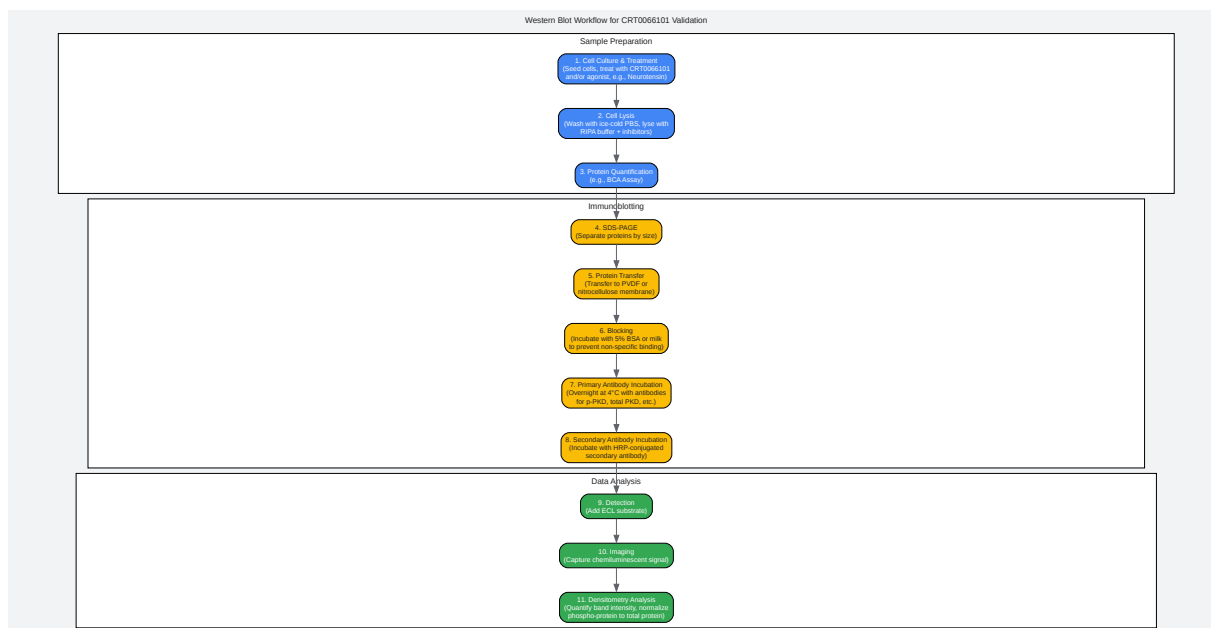 Western Blot Workflow for CRT0066101 Validation
Sample Preparation
1. Cell Culture & Treatment
(Seed cells, treat with CRT0066101
and/or agonist, e.g., Neurotensin)
2. Cell Lysis
(Wash with ice-cold PBS, lyse with
RIPA buffer + inhibitors)
3. Protein Quantification
(e.g., BCA Assay)
Immunoblotting
4. SDS-PAGE
(Separate proteins by size)
5. Protein Transfer
(Transfer to PVDF or
nitrocellulose membrane)
6. Blocking
(Incubate with 5% BSA or milk
to prevent non-specific binding)
7. Primary Antibody Incubation
(Overnight at 4°C with antibodies
for p-PKD, total PKD, etc.)
8. Secondary Antibody Incubation
(Incubate with HRP-conjugated
secondary antibody)
Data Analysis
9. Detection
(Add ECL substrate)
10. Imaging
(Capture chemiluminescent signal)
11. Densitometry Analysis
(Quantify band intensity, normalize
phospho-protein to total protein)